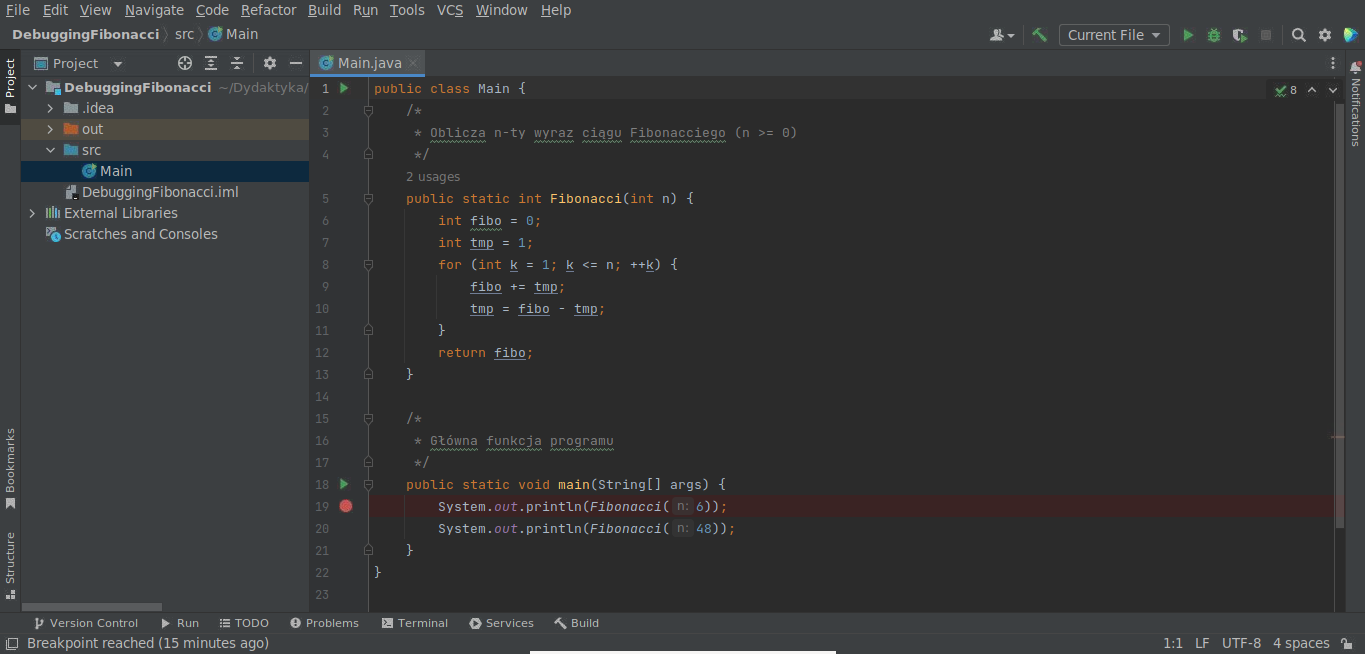 File Edit View Navigate Code Refactor Build Run Tools VCS Window Help
DebuggingFibonacci src Main
Current File
Project
Project
Main.java
DebuggingFibonacci ~/Dydaktyka/
.idea
out
src
Main
DebuggingFibonacci.iml
External Libraries
Scratches and Consoles
Bookmarks
Structure
8
Notifications
1 public class Main {
2 /*
3 * Oblicza n-ty wyraz ciągu Fibonacciego (n >= 0)
4 */
2 usages
5 public static int Fibonacci(int n) {
6 int fibo = 0;
7 int tmp = 1;
8 for (int k = 1; k <= n; ++k) {
9 fibo += tmp;
10 tmp = fibo - tmp;
11 }
12 return fibo;
13 }
14
15 /*
16 * Główna funkcja programu
17 */
18 public static void main(String[] args) {
19 System.out.println(Fibonacci( n: 6));
20 System.out.println(Fibonacci( n: 48));
21 }
22 }
23
Version Control Run TODO Problems Terminal Services Build
Breakpoint reached (15 minutes ago) 1:1 LF UTF-8 4 spaces